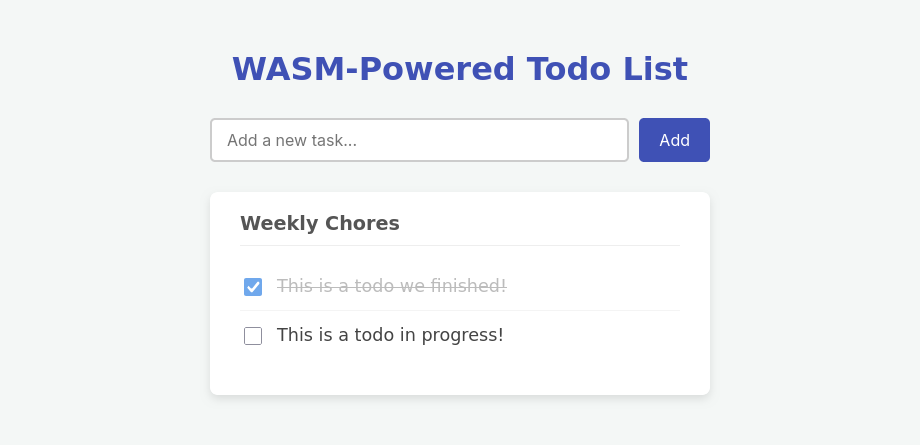 WASM-Powered Todo List
Add a new task...
Add
Weekly Chores
This is a todo we finished!
This is a todo in progress!